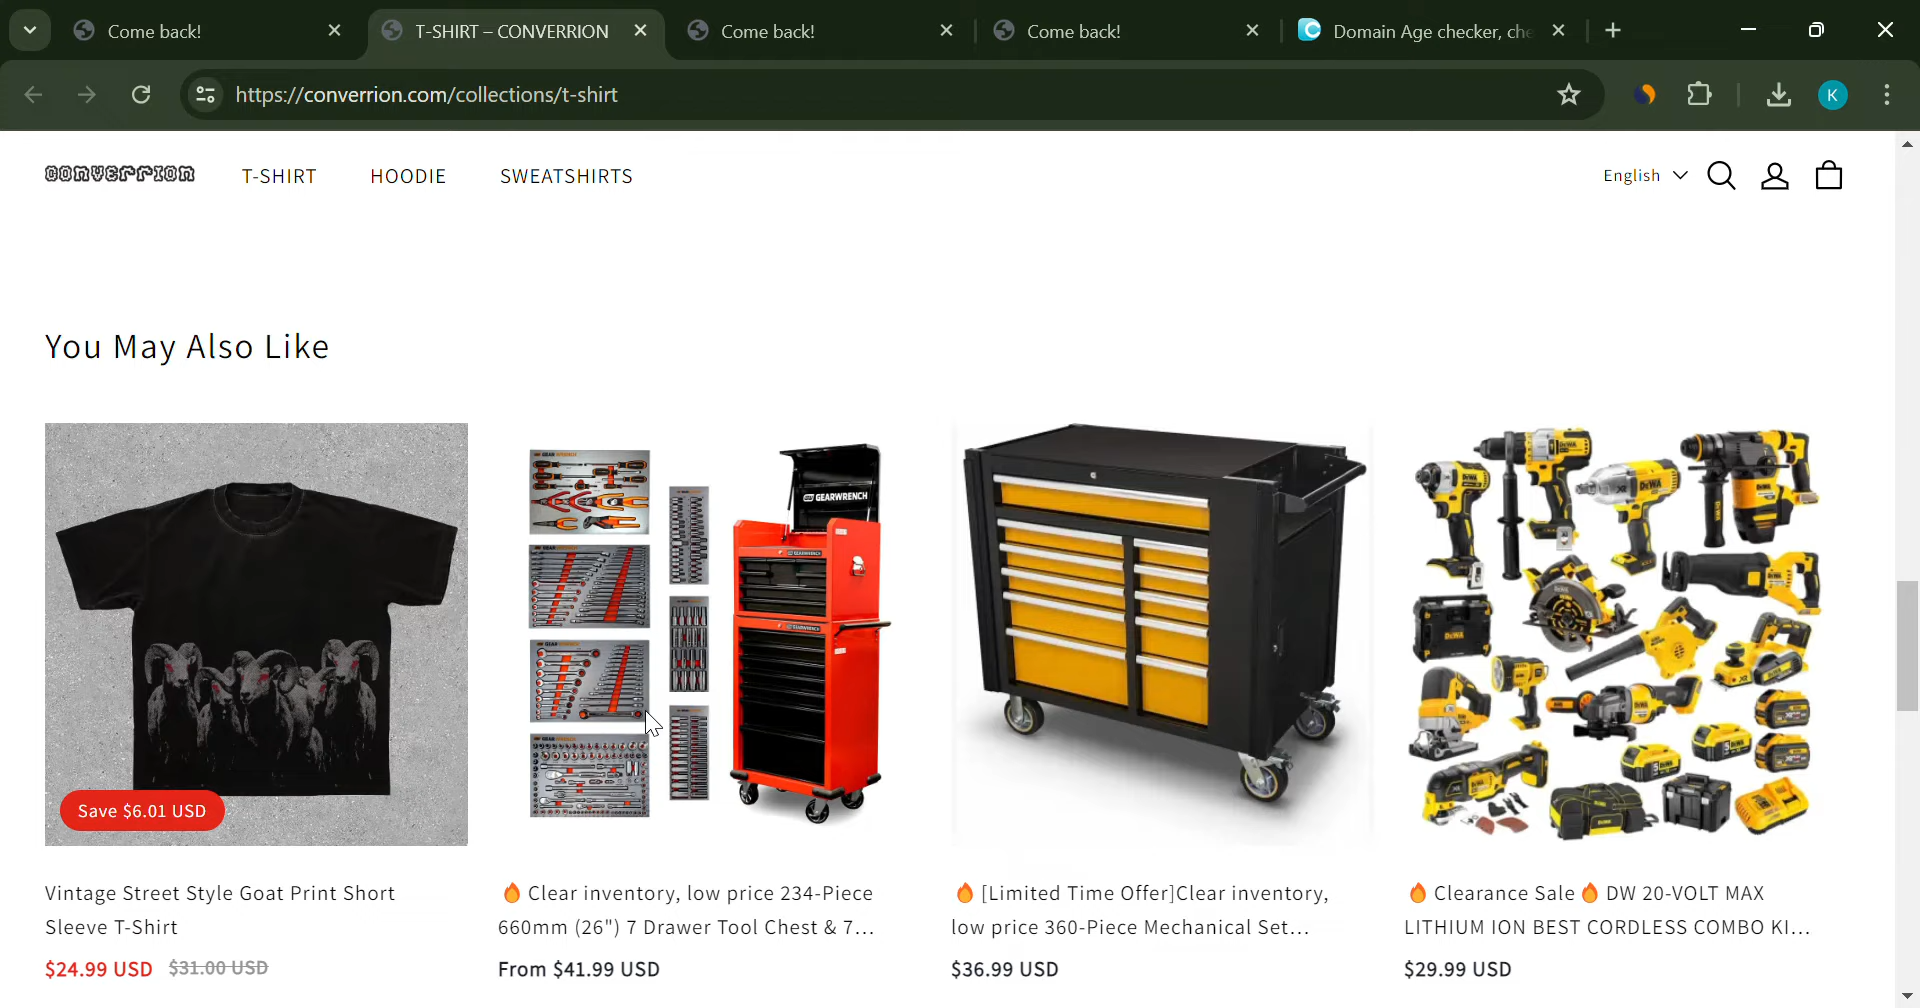 Come back!
T-SHIRT – CONVERRION
Come back!
Come back!
Domain Age checker, che
https://converrion.com/collections/t-shirt
K
CONVERRION
T-SHIRT
HOODIE
SWEATSHIRTS
English
You May Also Like
GEARWRENCH
DEWALT
Save $6.01 USD
Vintage Street Style Goat Print Short
Sleeve T-Shirt
$24.99 USD $31.00 USD
🔥 Clear inventory, low price 234-Piece
660mm (26") 7 Drawer Tool Chest & 7...
From $41.99 USD
🔥 [Limited Time Offer]Clear inventory,
low price 360-Piece Mechanical Set...
$36.99 USD
🔥 Clearance Sale🔥 DW 20-VOLT MAX
LITHIUM ION BEST CORDLESS COMBO KI...
$29.99 USD